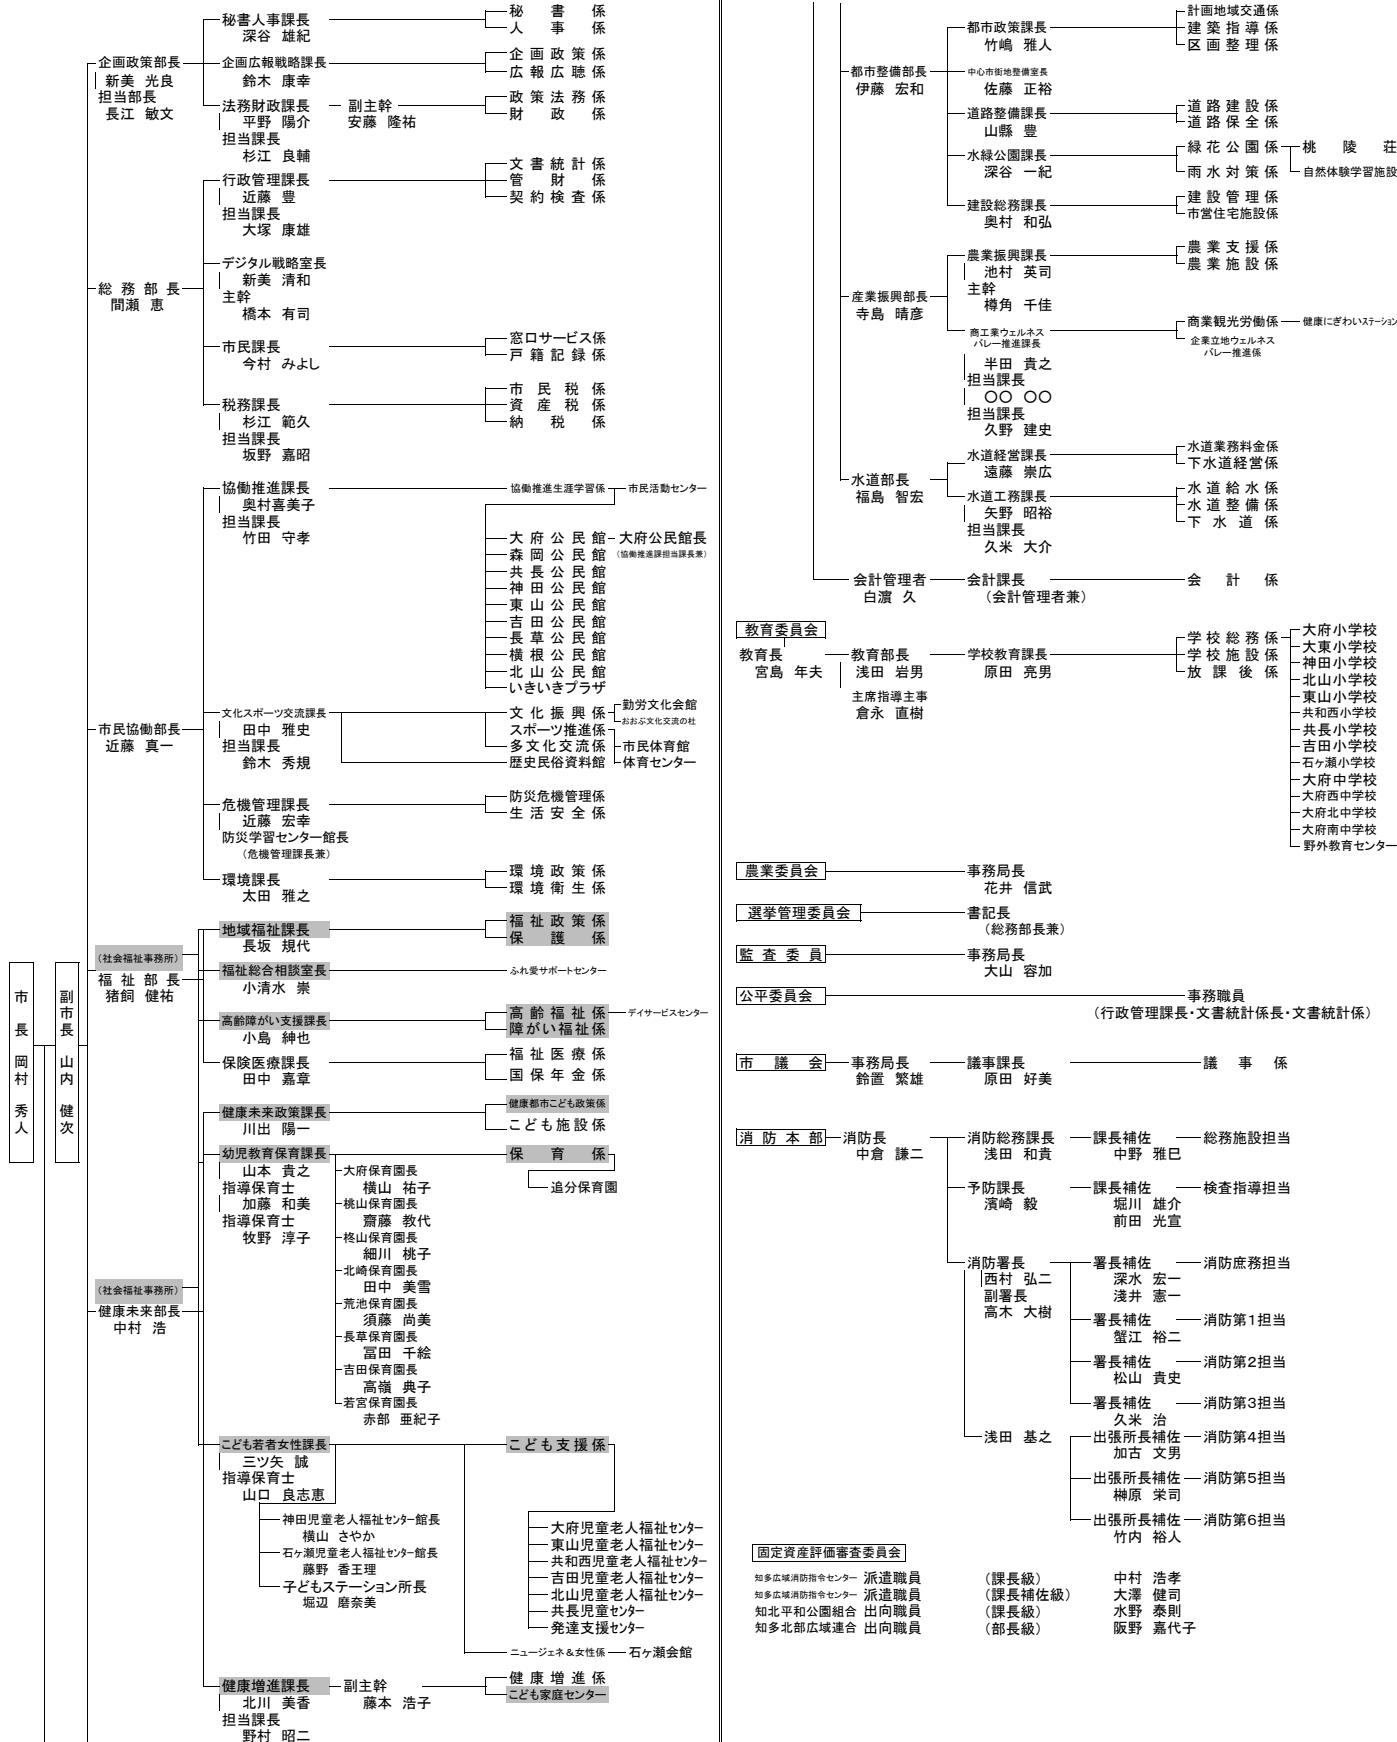 市長 岡村 秀人
副市長 山内 健次
企画政策部長
新美 光良
担当部長
長江 敏文
秘書人事課長
深谷 雄紀
秘書係
人事係
企画広報戦略課長
鈴木 康幸
企画政策係
広報広聴係
法務財政課長
平野 陽介
担当課長
杉江 良輔
副主幹
安藤 隆祐
政策法務係
財政係
総務部長
間瀬 恵
行政管理課長
近藤 豊
担当課長
大塚 康雄
文書統計係
管財係
契約検査係
デジタル戦略室長
新美 清和
主幹
橋本 有司
市民課長
今村 みよし
窓口サービス係
戸籍記録係
税務課長
杉江 範久
担当課長
坂野 嘉昭
市民税係
資産税係
納税係
市民協働部長
近藤 真一
協働推進課長
奥村喜美子
担当課長
竹田 守孝
協働推進生涯学習係
市民活動センター
大府公民館
大府公民館長
(協働推進課担当課長兼)
森岡公民館
共長公民館
神田公民館
東山公民館
吉田公民館
長草公民館
横根公民館
北山公民館
いきいきプラザ
文化スポーツ交流課長
田中 雅史
担当課長
鈴木 秀規
文化振興係
勤労文化会館
おおぶ文化交流の杜
スポーツ推進係
多文化交流係
市民体育館
歴史民俗資料館
体育センター
危機管理課長
近藤 宏幸
防災学習センター館長
(危機管理課長兼)
防災危機管理係
生活安全係
環境課長
太田 雅之
環境政策係
環境衛生係
(社会福祉事務所)
福祉部長
猪飼 健祐
地域福祉課長
長坂 規代
福祉政策係
保護係
福祉総合相談室長
小清水 崇
ふれ愛サポートセンター
高齢障がい支援課長
小島 紳也
高齢福祉係
デイサービスセンター
障がい福祉係
保険医療課長
田中 嘉章
福祉医療係
国保年金係
(社会福祉事務所)
健康未来部長
中村 浩
健康未来政策課長
川出 陽一
健康都市こども政策係
こども施設係
幼児教育保育課長
山本 貴之
指導保育士
加藤 和美
指導保育士
牧野 淳子
保育係
追分保育園
大府保育園長
横山 祐子
桃山保育園長
齋藤 教代
柊山保育園長
細川 桃子
北崎保育園長
田中 美雪
荒池保育園長
須藤 尚美
長草保育園長
冨田 千絵
吉田保育園長
高嶺 典子
若宮保育園長
赤部 亜紀子
こども若者女性課長
三ツ矢 誠
指導保育士
山口 良志恵
神田児童老人福祉センター館長
横山 さやか
石ヶ瀬児童老人福祉センター館長
藤野 香王理
子どもステーション所長
堀辺 磨奈美
こども支援係
大府児童老人福祉センター
東山児童老人福祉センター
共和西児童老人福祉センター
吉田児童老人福祉センター
北山児童老人福祉センター
共長児童センター
発達支援センター
ニュージェネ&女性係
石ヶ瀬会館
健康増進課長
北川 美香
担当課長
野村 昭二
副主幹
藤本 浩子
健康増進係
こども家庭センター
都市整備部長
伊藤 宏和
都市政策課長
竹嶋 雅人
計画地域交通係
建築指導係
区画整理係
中心市街地整備室長
佐藤 正裕
道路整備課長
山縣 豊
道路建設係
道路保全係
水緑公園課長
深谷 一紀
緑花公園係
桃陵荘
雨水対策係
自然体験学習施設
建設総務課長
奥村 和弘
建設管理係
市営住宅施設係
産業振興部長
寺島 晴彦
農業振興課長
池村 英司
主幹
樽角 千佳
農業支援係
農業施設係
商工業ウェルネス
バレー推進課長
半田 貴之
担当課長
〇〇 〇〇
担当課長
久野 建史
商業観光労働係
健康にぎわいステーション
企業立地ウェルネス
バレー推進係
水道部長
福島 智宏
水道経営課長
遠藤 崇広
水道業務料金係
下水道経営係
水道工務課長
矢野 昭裕
担当課長
久米 大介
水道給水係
水道整備係
下水道係
会計管理者
白濵 久
会計課長
(会計管理者兼)
会計係
教育委員会
教育長
宮島 年夫
教育部長
浅田 岩男
主席指導主事
倉永 直樹
学校教育課長
原田 亮男
学校総務係
学校施設係
放課後係
大府小学校
大東小学校
神田小学校
北山小学校
東山小学校
共和西小学校
共長小学校
吉田小学校
石ヶ瀬小学校
大府中学校
大府西中学校
大府北中学校
大府南中学校
野外教育センター
農業委員会
事務局長
花井 信武
選挙管理委員会
書記長
(総務部長兼)
監査委員
事務局長
大山 容加
公平委員会
事務職員
(行政管理課長・文書統計係長・文書統計係)
市議会
事務局長
鈴置 繁雄
議事課長
原田 好美
議事係
消防本部
消防長
中倉 謙二
消防総務課長
浅田 和貴
課長補佐
中野 雅巳
総務施設担当
予防課長
濱崎 毅
課長補佐
堀川 雄介
前田 光宣
検査指導担当
消防署長
西村 弘二
副署長
高木 大樹
署長補佐
深水 宏一
淺井 憲一
消防庶務担当
署長補佐
蟹江 裕二
消防第1担当
署長補佐
松山 貴史
消防第2担当
署長補佐
久米 治
消防第3担当
浅田 基之
出張所長補佐
加古 文男
消防第4担当
出張所長補佐
榊原 栄司
消防第5担当
出張所長補佐
竹内 裕人
消防第6担当
固定資産評価審査委員会
知多広域消防指令センター 派遣職員 (課長級) 中村 浩孝
知多広域消防指令センター 派遣職員 (課長補佐級) 大澤 健司
知北平和公園組合 出向職員 (課長級) 水野 泰則
知多北部広域連合 出向職員 (部長級) 阪野 嘉代子